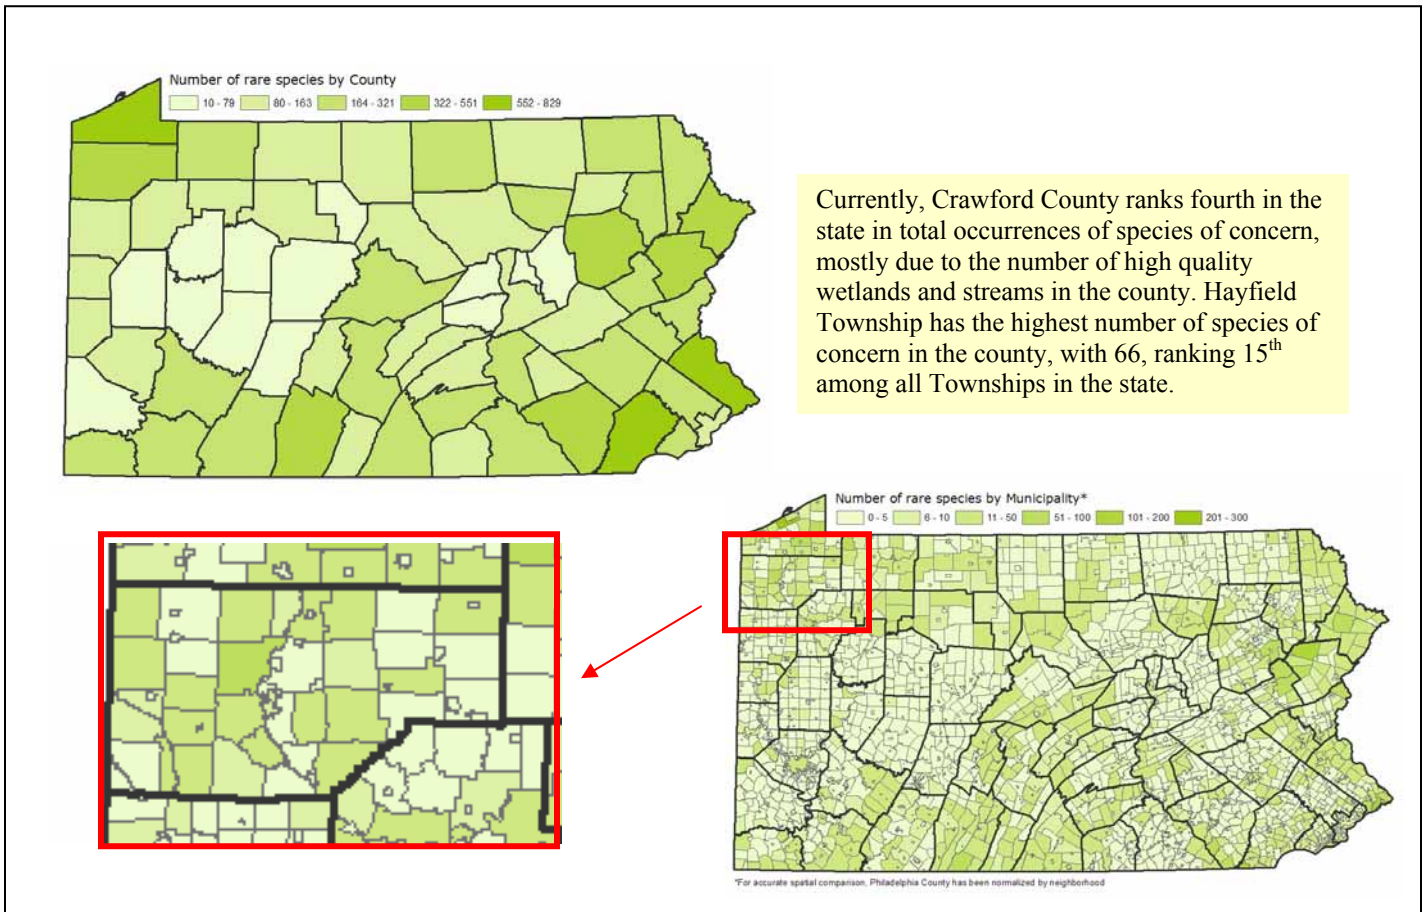 Number of rare species by County
10 - 79 80 - 163 164 - 321 322 - 551 552 - 829
Currently, Crawford County ranks fourth in the
state in total occurrences of species of concern,
mostly due to the number of high quality
wetlands and streams in the county. Hayfield
Township has the highest number of species of
concern in the county, with 66, ranking 15th
among all Townships in the state.
Number of rare species by Municipality*
0 - 5 6 - 10 11 - 50 51 - 100 101 - 200 201 - 300
*For accurate spatial comparison, Philadelphia County has been normalized by neighborhood